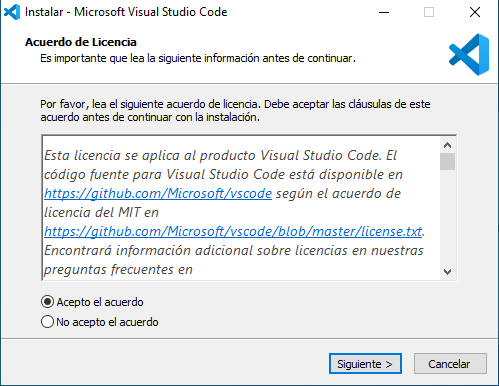 Instalar - Microsoft Visual Studio Code
Acuerdo de Licencia
Es importante que lea la siguiente información antes de continuar.
Por favor, lea el siguiente acuerdo de licencia. Debe aceptar las cláusulas de este
acuerdo antes de continuar con la instalación.
Esta licencia se aplica al producto Visual Studio Code. El
código fuente para Visual Studio Code está disponible en
https://github.com/Microsoft/vscode según el acuerdo de
licencia del MIT en
https://github.com/Microsoft/vscode/blob/master/license.txt.
Encontrará información adicional sobre licencias en nuestras
preguntas frecuentes en
Acepto el acuerdo
No acepto el acuerdo
Siguiente >
Cancelar